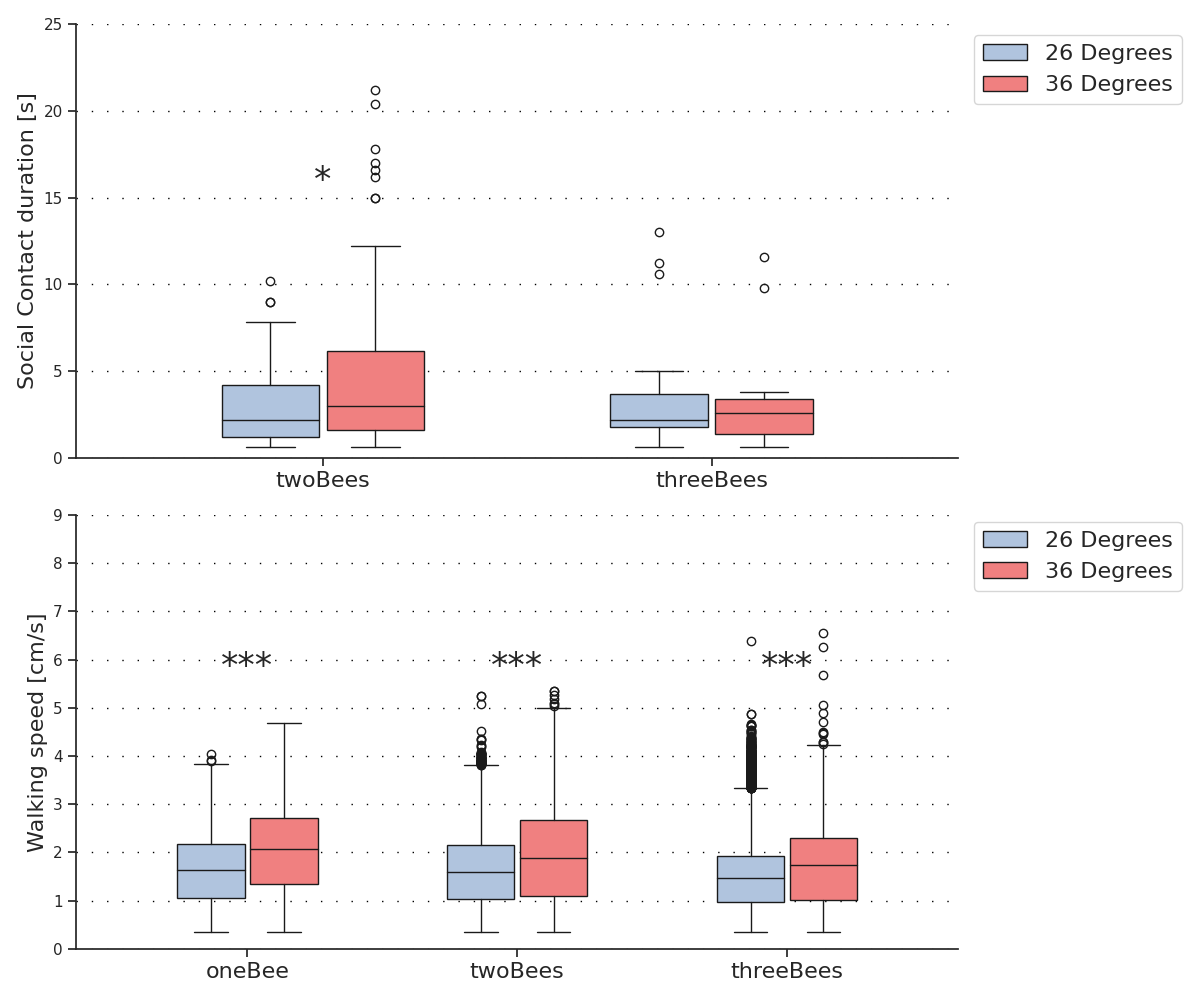 Social Contact duration [s]
25
20
15
10
5
0
*
twoBees
threeBees
26 Degrees
36 Degrees
Walking speed [cm/s]
9
8
7
6
5
4
3
2
1
0
***
***
***
oneBee
twoBees
threeBees
26 Degrees
36 Degrees